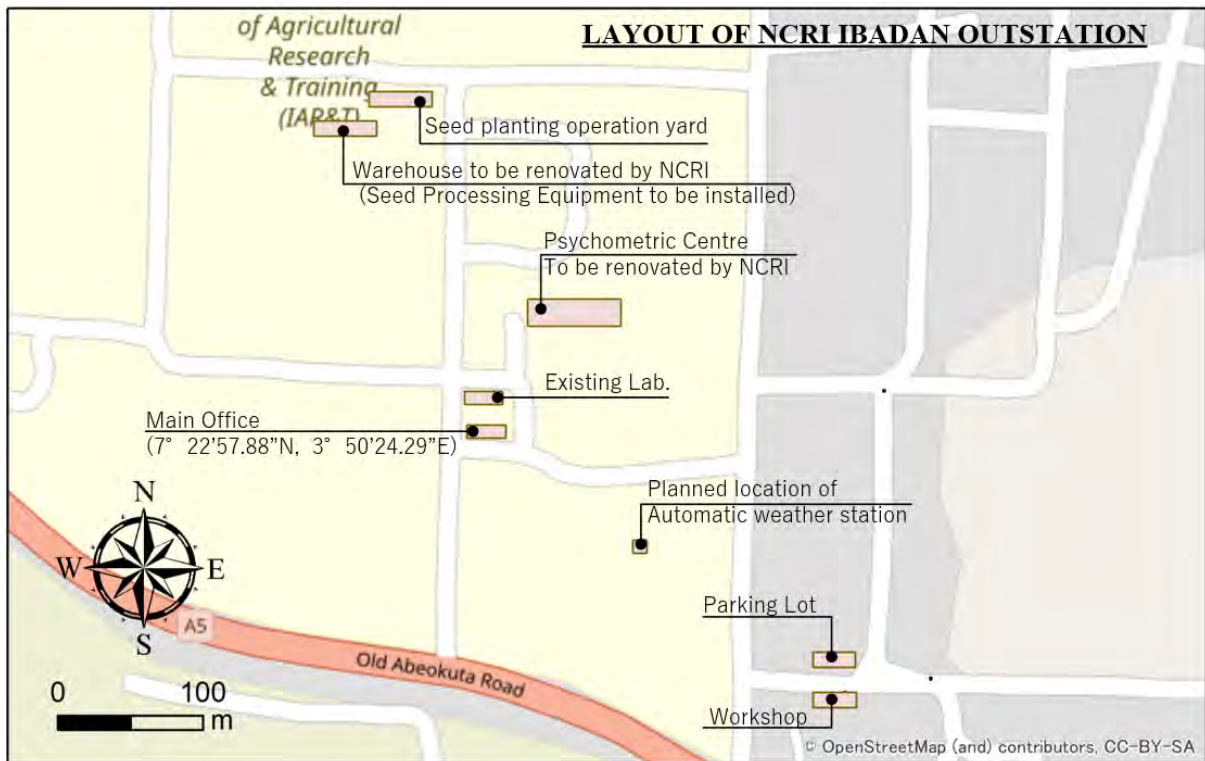 LAYOUT OF NCRI IBADAN OUTSTATION
of Agricultural
Research
& Training
(IAR&T)
Seed planting operation yard
Warehouse to be renovated by NCRI
(Seed Processing Equipment to be installed)
Psychometric Centre
To be renovated by NCRI
Existing Lab.
Main Office
(7° 22'57.88"N, 3° 50'24.29"E)
Planned location of
Automatic weather station
N
W
E
S
A5
Old Abeokuta Road
Parking Lot
0 100
m
Workshop
© OpenStreetMap (and) contributors, CC-BY-SA